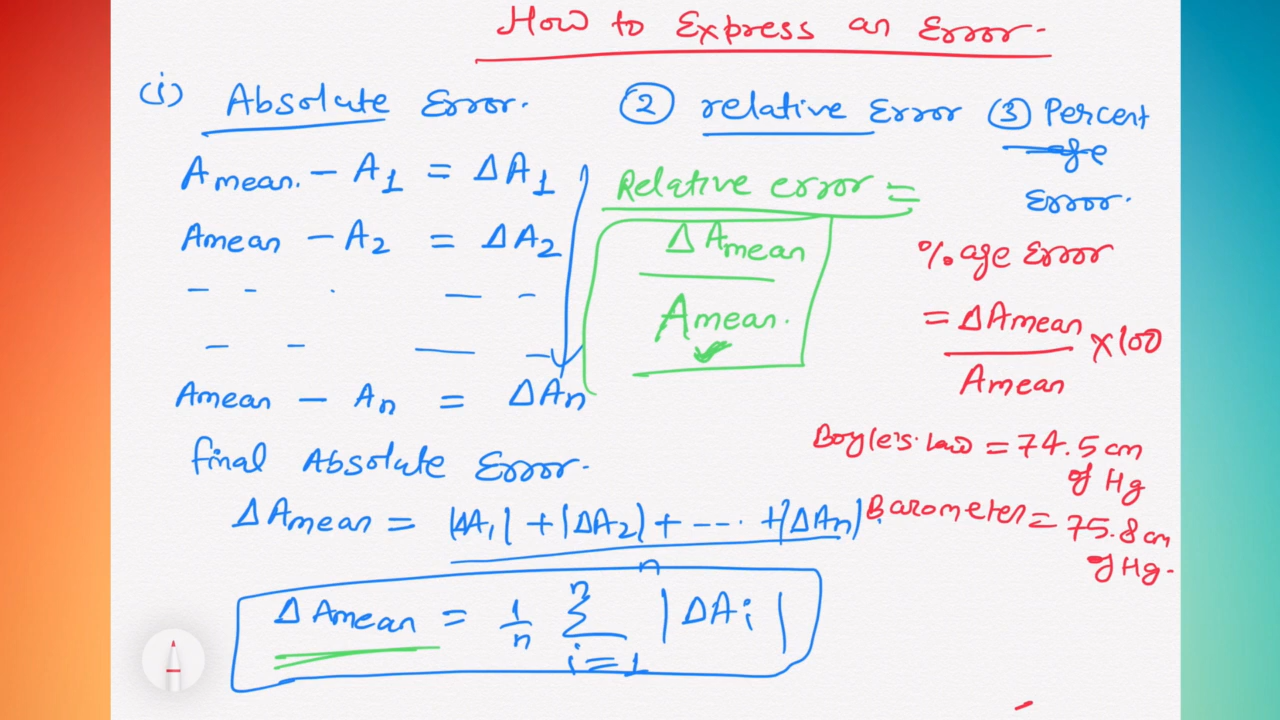 How to Express an Error.
(i) Absolute Error.
Amean. - A1 = ΔA1
Amean - A2 = ΔA2
- - . — -
- - — -
Amean - An = ΔAn
final Absolute Error.
ΔAmean = |ΔA1| + |ΔA2| + ---. + |ΔAn|
n
ΔAmean = 1/n Σ |ΔAi|
n
i=1
② relative Error
Relative error =
ΔAmean
Amean.
③ Percent
age
Error.
%age Error
= ΔAmean × 100
Amean
Boyle's law = 74.5 cm
of Hg
Barometer = 75.8 cm
of Hg.